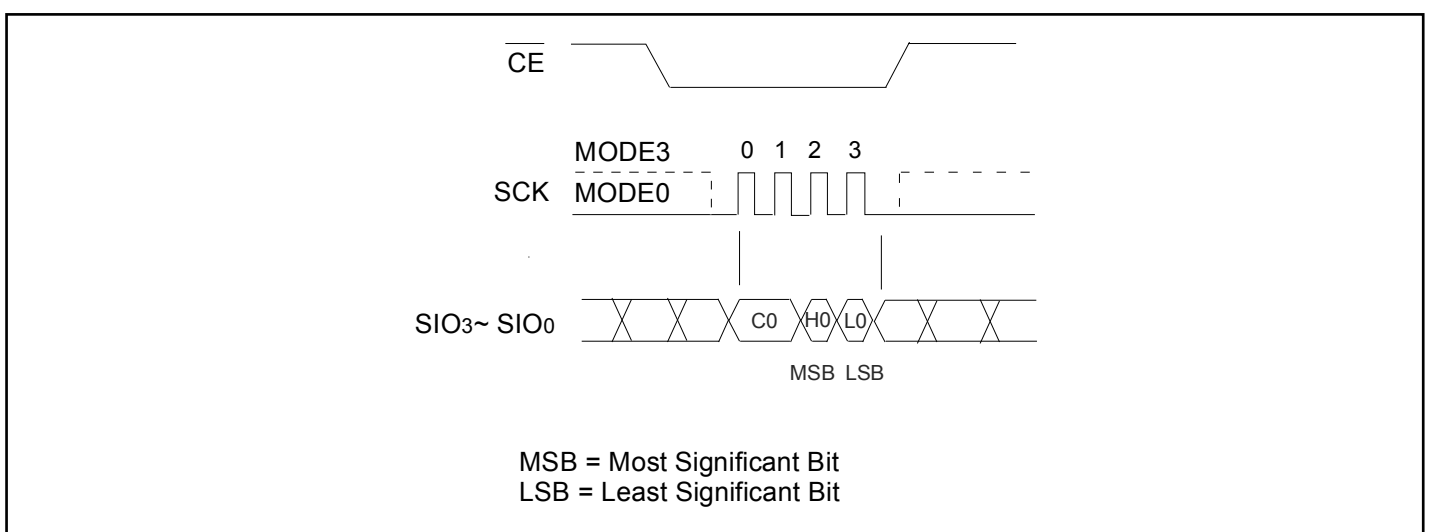 CE
MODE3 0 1 2 3
SCK MODE0
SIO3~ SIO0 C0 H0 L0
MSB LSB
MSB = Most Significant Bit
LSB = Least Significant Bit